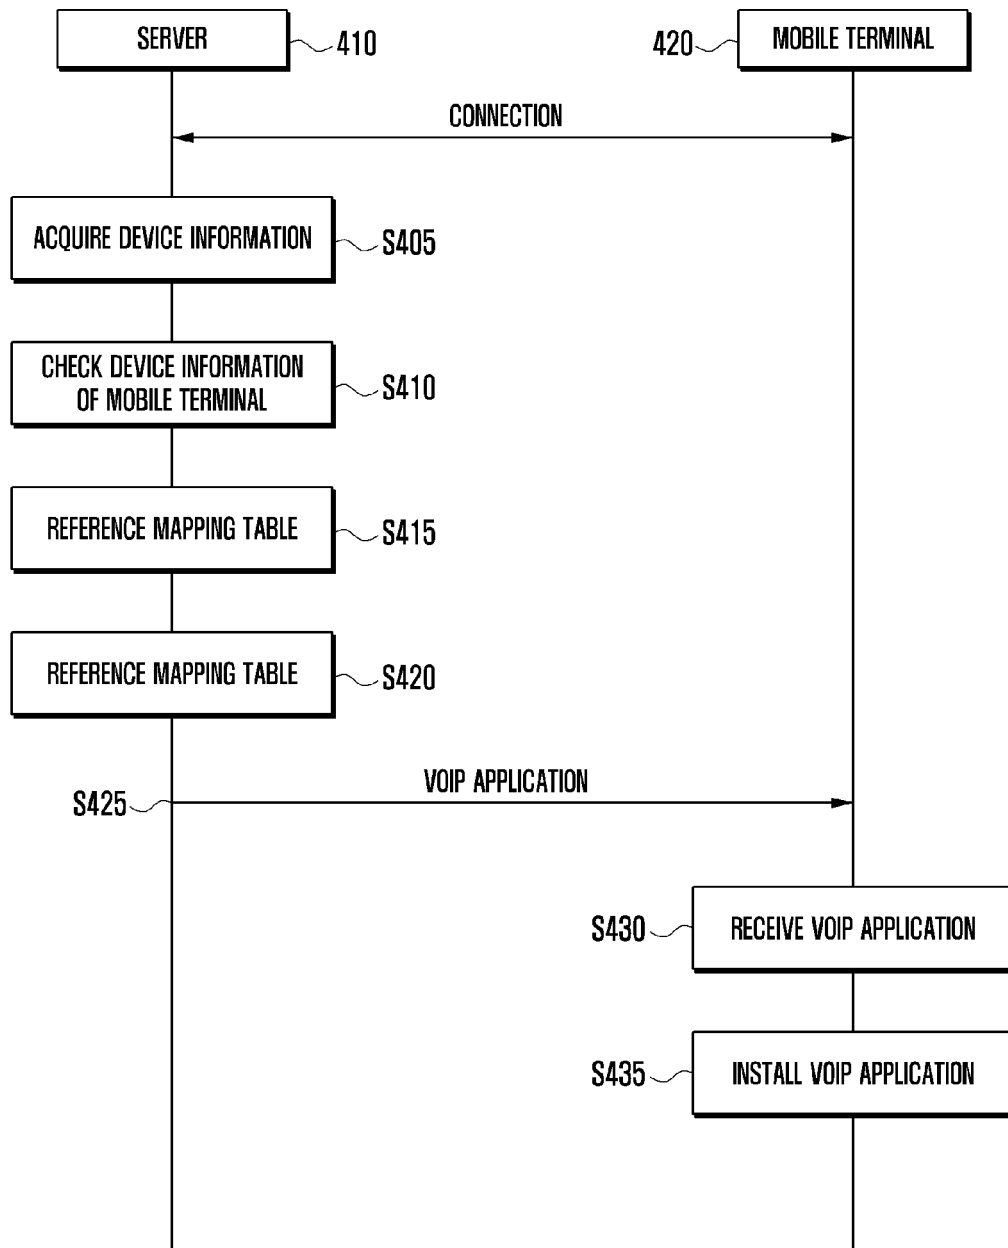 SERVER
410
420
MOBILE TERMINAL
CONNECTION
ACQUIRE DEVICE INFORMATION
S405
CHECK DEVICE INFORMATION
OF MOBILE TERMINAL
S410
REFERENCE MAPPING TABLE
S415
REFERENCE MAPPING TABLE
S420
VOIP APPLICATION
S425
S430
RECEIVE VOIP APPLICATION
S435
INSTALL VOIP APPLICATION